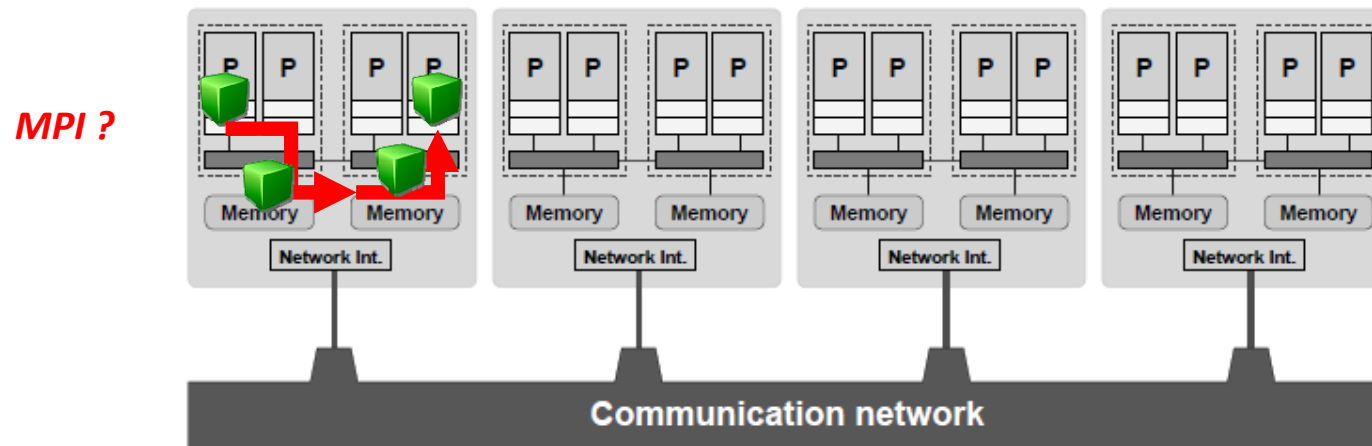 MPI ?
P P P P P P P P P P P P P P P P
Memory Memory Memory Memory Memory Memory Memory Memory
Network Int. Network Int. Network Int. Network Int.
Communication network